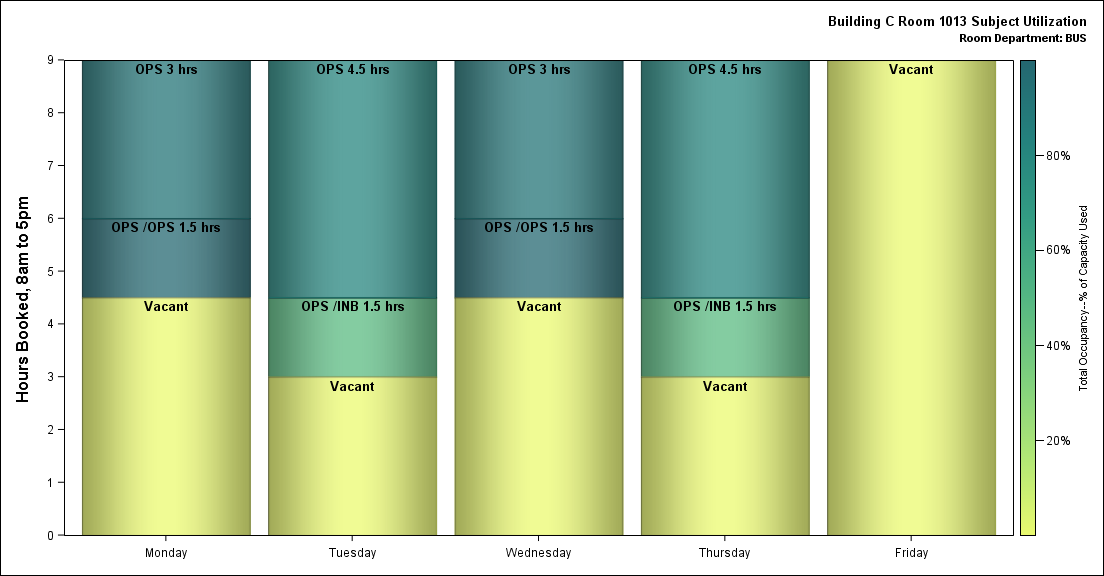 Building C Room 1013 Subject Utilization
Room Department: BUS
Hours Booked, 8am to 5pm
9
8
7
6
5
4
3
2
1
0
OPS 3 hrs
OPS /OPS 1.5 hrs
Vacant
OPS 4.5 hrs
OPS /INB 1.5 hrs
Vacant
OPS 3 hrs
OPS /OPS 1.5 hrs
Vacant
OPS 4.5 hrs
OPS /INB 1.5 hrs
Vacant
Vacant
Monday
Tuesday
Wednesday
Thursday
Friday
80%
60%
40%
20%
Total Occupancy--% of Capacity Used